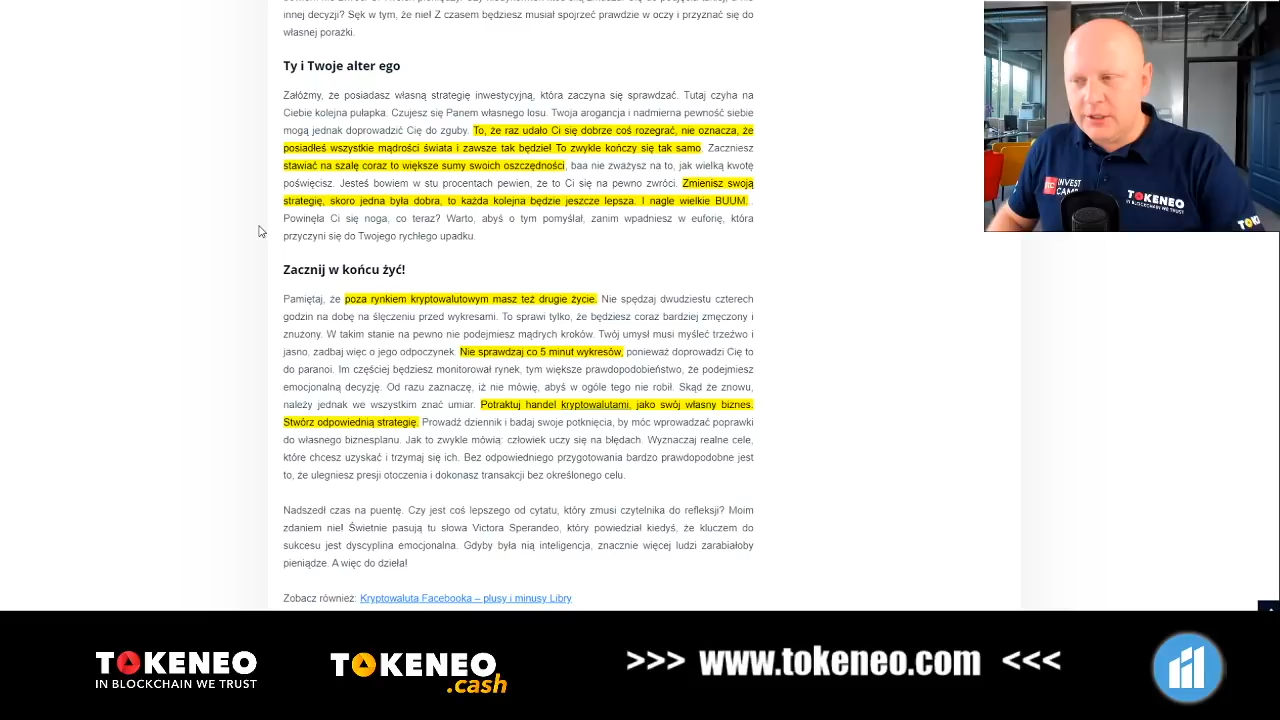 innej decyzji? Sęk w tym, że nie! Z czasem będziesz musiał spojrzeć prawdzie w oczy i przyznać się do
własnej porażki.
Ty i Twoje alter ego
Załóżmy, że posiadasz własną strategię inwestycyjną, która zaczyna się sprawdzać. Tutaj czyha na
Ciebie kolejna pułapka. Czujesz się Panem własnego losu. Twoja arogancja i nadmierna pewność siebie
mogą jednak doprowadzić Cię do zguby. To, że raz udało Ci się dobrze coś rozegrać, nie oznacza, że
posiadłeś wszystkie mądrości świata i zawsze tak będzie! To zwykle kończy się tak samo. Zaczniesz
stawiać na szalę coraz to większe sumy swoich oszczędności, baa nie zważysz na to, jak wielką kwotę
poświęcisz. Jesteś bowiem w stu procentach pewien, że to Ci się na pewno zwróci. Zmienisz swoją
strategię, skoro jedna była dobra, to każda kolejna będzie jeszcze lepsza. I nagle wielkie BUUM..
Powinęła Ci się noga, co teraz? Warto, abyś o tym pomyślał, zanim wpadniesz w euforię, która
przyczyni się do Twojego rychłego upadku.
Zacznij w końcu żyć!
Pamiętaj, że poza rynkiem kryptowalutowym masz też drugie życie. Nie spędzaj dwudziestu czterech
godzin na dobę na ślęczeniu przed wykresami. To sprawi tylko, że będziesz coraz bardziej zmęczony i
znużony. W takim stanie na pewno nie podejmiesz mądrych kroków. Twój umysł musi myśleć trzeźwo i
jasno, zadbaj więc o jego odpoczynek. Nie sprawdzaj co 5 minut wykresów, ponieważ doprowadzi Cię to
do paranoi. Im częściej będziesz monitorował rynek, tym większe prawdopodobieństwo, że podejmiesz
emocjonalną decyzję. Od razu zaznaczę, iż nie mówię, abyś w ogóle tego nie robił. Skąd że znowu,
należy jednak we wszystkim znać umiar. Potraktuj handel kryptowalutami, jako swój własny biznes.
Stwórz odpowiednią strategię. Prowadź dziennik i badaj swoje potknięcia, by móc wprowadzać poprawki
do własnego biznesplanu. Jak to zwykle mówią: człowiek uczy się na błędach. Wyznaczaj realne cele,
które chcesz uzyskać i trzymaj się ich. Bez odpowiedniego przygotowania bardzo prawdopodobne jest
to, że ulegniesz presji otoczenia i dokonasz transakcji bez określonego celu.
Nadszedł czas na puentę. Czy jest coś lepszego od cytatu, który zmusi czytelnika do refleksji? Moim
zdaniem nie! Świetnie pasują tu słowa Victora Sperandeo, który powiedział kiedyś, że kluczem do
sukcesu jest dyscyplina emocjonalna. Gdyby była nią inteligencja, znacznie więcej ludzi zarabiałoby
pieniądze. A więc do dzieła!
Zobacz również: Kryptowaluta Facebooka – plusy i minusy Libry
INVEST
CAMP
TOKENEO
IN BLOCKCHAIN WE TRUST
TOKENEO
IN BLOCKCHAIN WE TRUST
TOKENEO
.cash
>>> www.tokeneo.com <<<